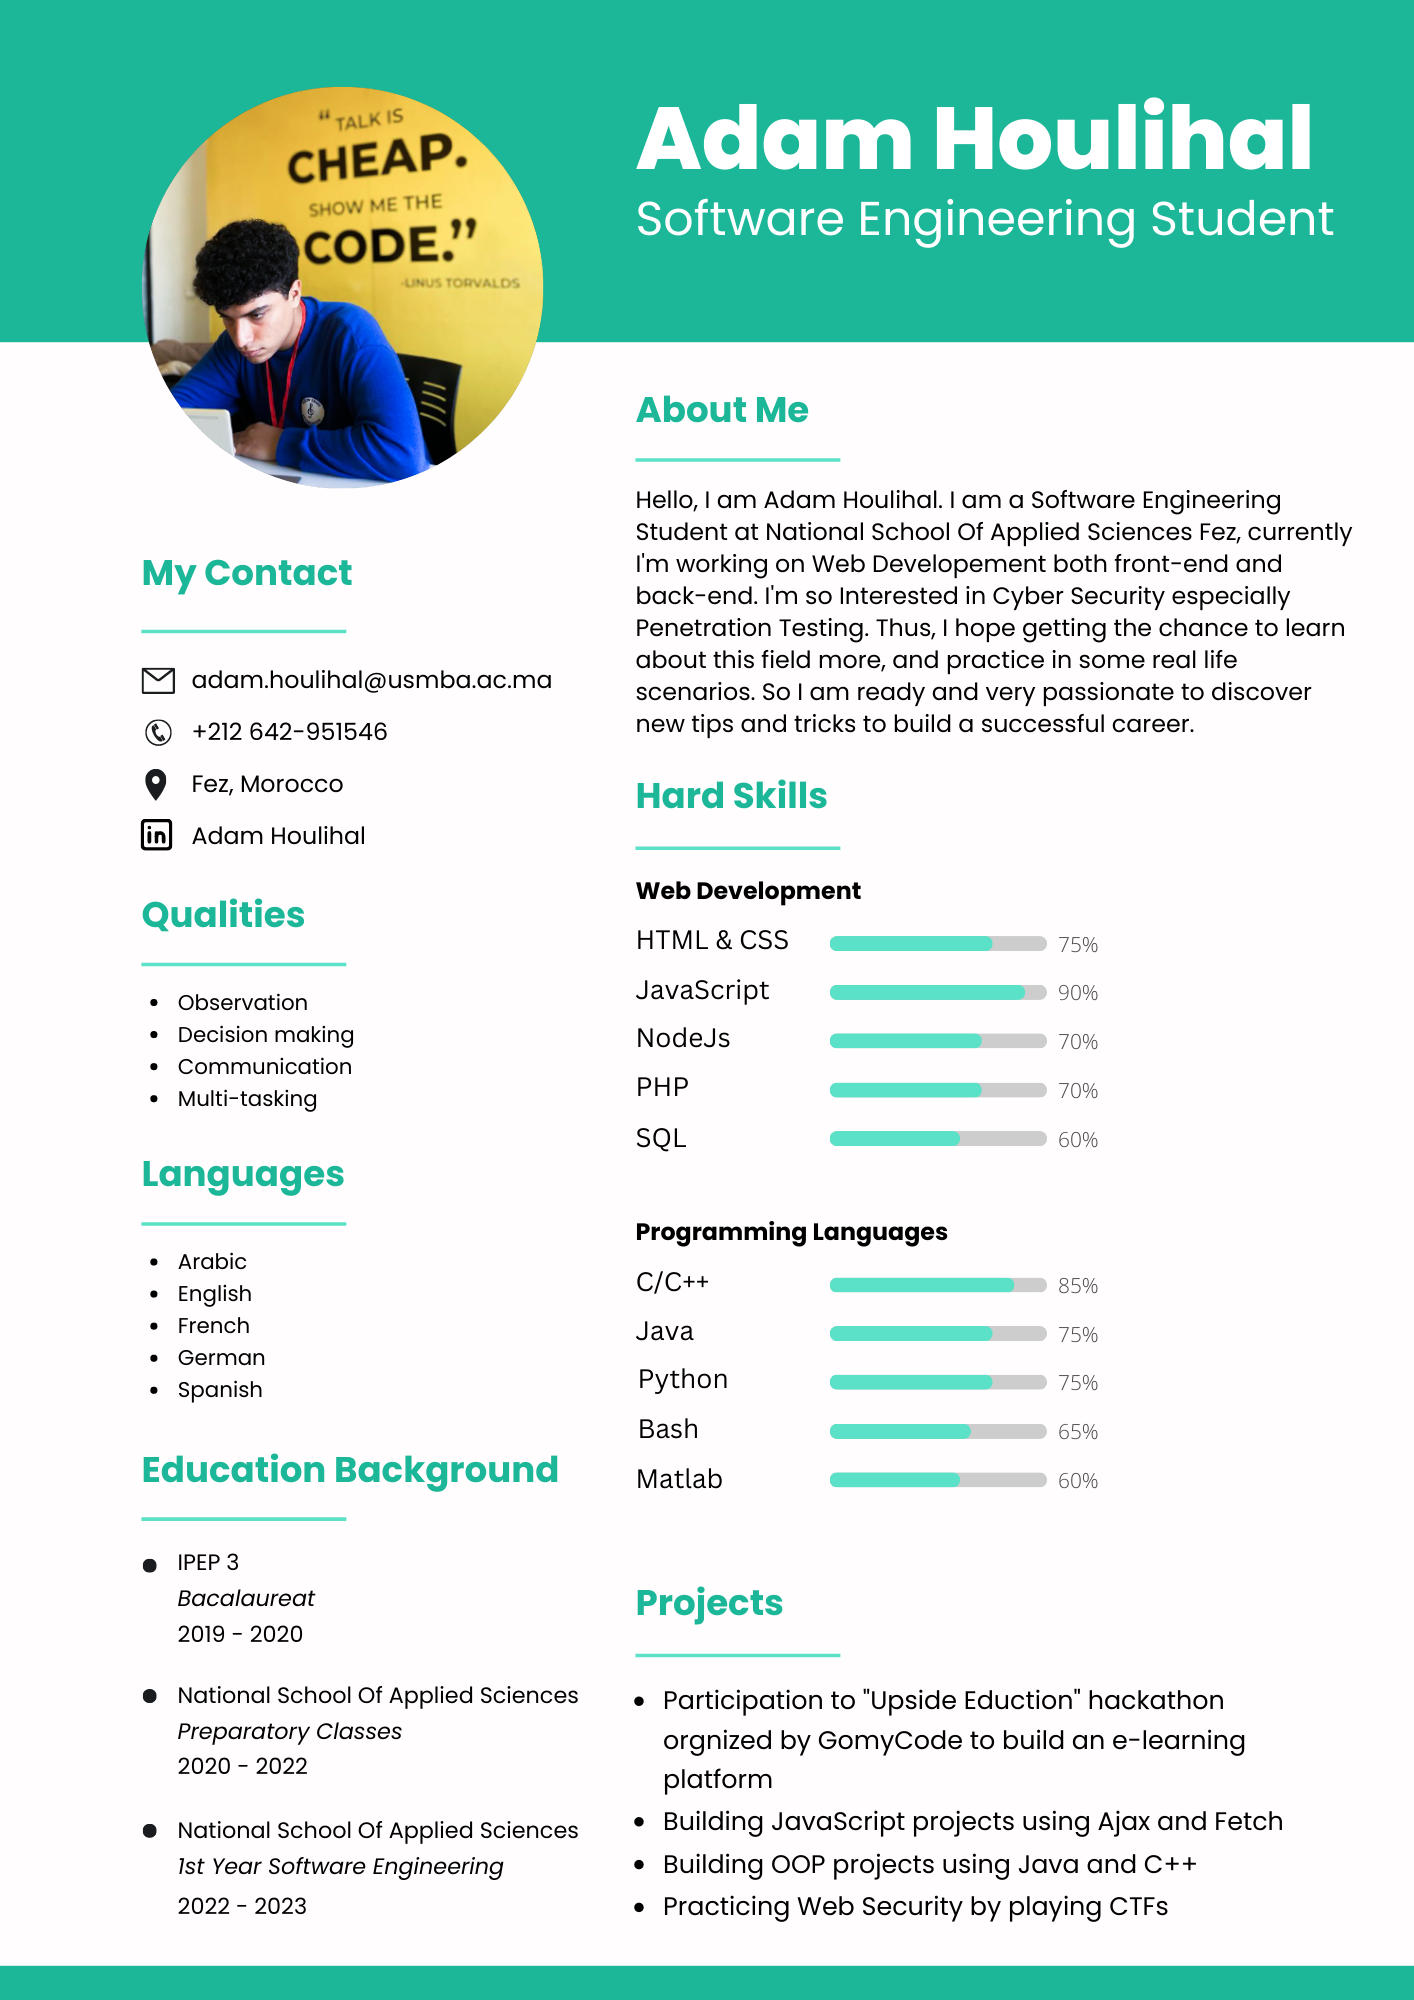 “ TALK IS
CHEAP.
SHOW ME THE
CODE.”
-LINUS TORVALDS
Adam Houlihal
Software Engineering Student
My Contact
adam.houlihal@usmba.ac.ma
+212 642-951546
Fez, Morocco
in Adam Houlihal
Qualities
• Observation
• Decision making
• Communication
• Multi-tasking
Languages
• Arabic
• English
• French
• German
• Spanish
Education Background
• IPEP 3
Bacalaureat
2019 - 2020
• National School Of Applied Sciences
Preparatory Classes
2020 - 2022
• National School Of Applied Sciences
1st Year Software Engineering
2022 - 2023
About Me
Hello, I am Adam Houlihal. I am a Software Engineering
Student at National School Of Applied Sciences Fez, currently
I'm working on Web Developement both front-end and
back-end. I'm so Interested in Cyber Security especially
Penetration Testing. Thus, I hope getting the chance to learn
about this field more, and practice in some real life
scenarios. So I am ready and very passionate to discover
new tips and tricks to build a successful career.
Hard Skills
Web Development
HTML & CSS 75%
JavaScript 90%
NodeJs 70%
PHP 70%
SQL 60%
Programming Languages
C/C++ 85%
Java 75%
Python 75%
Bash 65%
Matlab 60%
Projects
• Participation to "Upside Eduction" hackathon
orgnized by GomyCode to build an e-learning
platform
• Building JavaScript projects using Ajax and Fetch
• Building OOP projects using Java and C++
• Practicing Web Security by playing CTFs